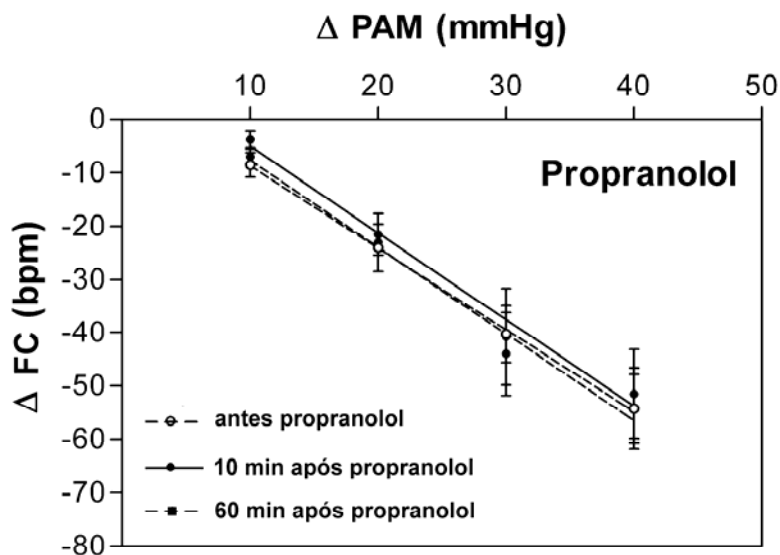 Δ PAM (mmHg)
10 20 30 40 50
0
-10
-20
-30
-40
-50
-60
-70
-80
Δ FC (bpm)
Propranolol
antes propranolol
10 min após propranolol
60 min após propranolol